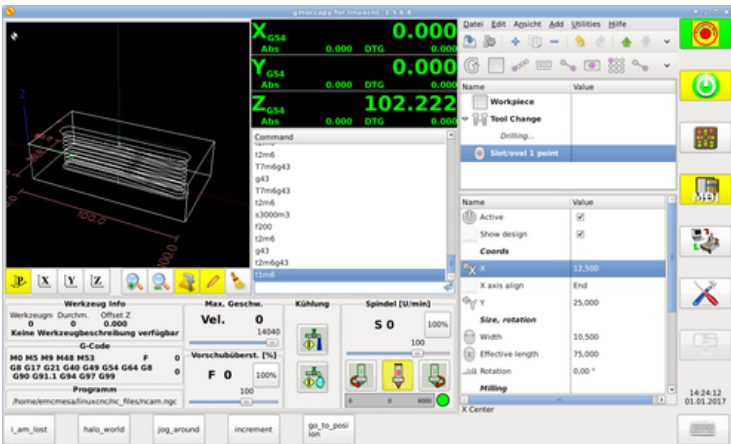 gmoccapy for linuxcnc 1.5.6.8
X G54 0.000
Abs 0.000 DTG 0.000
Y G54 0.000
Abs 0.000 DTG 0.000
Z G54 102.222
Abs 0.000 DTG 0.000
Command
t2m6
t2m6
T7m6g43
g43
T7m6g43
t2m6
s3000m3
f200
t2m6
g43
t2m6g43
t1m6
Z
100.0
P X Y Z
Datei Edit Ansicht Add Utilities Hilfe
Name Value
Workpiece
Tool Change
Drilling...
Slot/oval 1 point
Name Value
Active
Show design
Coords
X 12,500
X axis align End
Y 25,000
Size, rotation
Width 10,500
Effective length 75,000
Rotation 0,00 °
Milling
X Center
MDI
14:24:12
01.01.2017
Werkzeug Info
Werkzeugnr Durchm. Offset Z
0 0 0.000
Keine Werkzeugbeschreibung verfügbar
G-Code
M0 M5 M9 M48 M53 F 0
G8 G17 G21 G40 G49 G54 G64 G8 S
G90 G91.1 G94 G97 G99 0
Programm
/home/emcmesa/linuxcnc/nc_files/ncam.ngc
Max. Geschw.
Vel. 0
14040
Vorschubüberst. [%]
F 0 100%
100
Kühlung
Spindel [U/min]
S 0 100%
100
0 0 6000
i_am_lost
halo_world
jog_around
increment
go_to_posi
ion